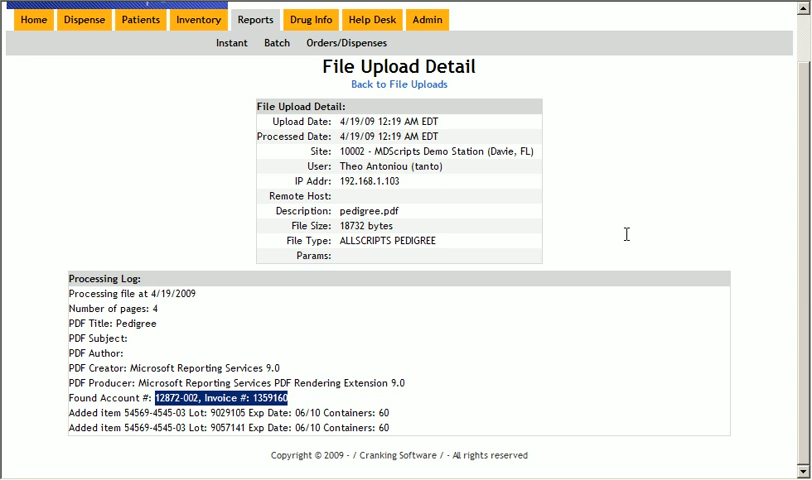 Home Dispense Patients Inventory Reports Drug Info Help Desk Admin
Instant Batch Orders/Dispenses
File Upload Detail
Back to File Uploads
File Upload Detail:
Upload Date: 4/19/09 12:19 AM EDT
Processed Date: 4/19/09 12:19 AM EDT
Site: 10002 - MDScripts Demo Station (Davie, FL)
User: Theo Antoniou (tanto)
IP Addr: 192.168.1.103
Remote Host:
Description: pedigree.pdf
File Size: 18732 bytes
File Type: ALLSCRIPTS PEDIGREE
Params:
Processing Log:
Processing file at 4/19/2009
Number of pages: 4
PDF Title: Pedigree
PDF Subject:
PDF Author:
PDF Creator: Microsoft Reporting Services 9.0
PDF Producer: Microsoft Reporting Services PDF Rendering Extension 9.0
Found Account #: 12872-002, Invoice #: 1359160
Added item 54569-4545-03 Lot: 9029105 Exp Date: 06/10 Containers: 60
Added item 54569-4545-03 Lot: 9057141 Exp Date: 06/10 Containers: 60
Copyright © 2009 - / Cranking Software / - All rights reserved